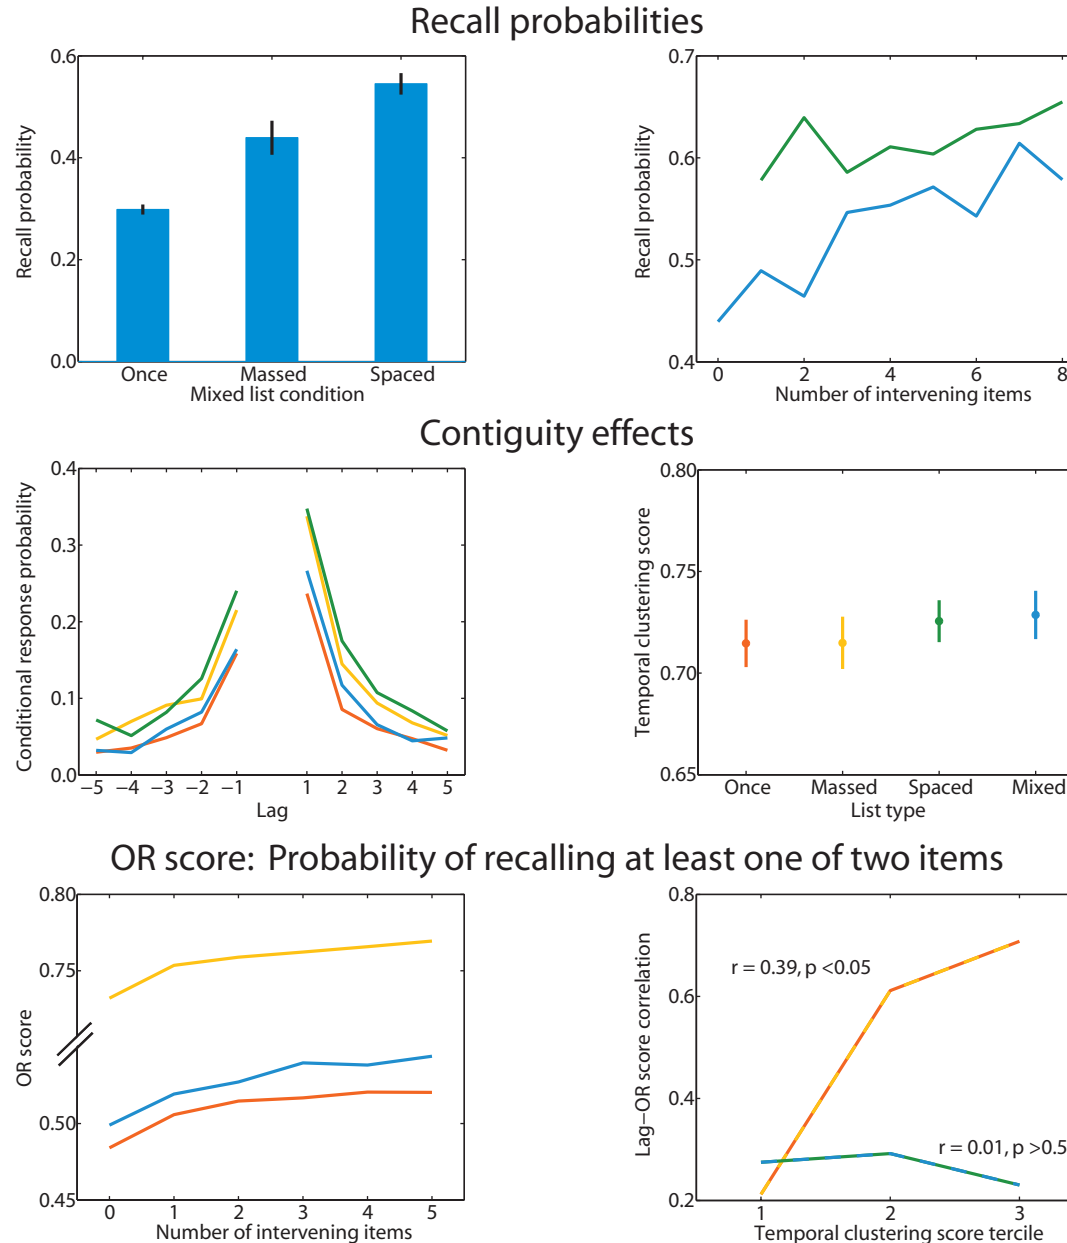 Recall probabilities
0.6
0.4
0.2
0.0
Recall probability
Once Massed Spaced
Mixed list condition
0.7
0.6
0.5
0.4
Recall probability
0 2 4 6 8
Number of intervening items
Contiguity effects
0.4
0.3
0.2
0.1
0.0
Conditional response probability
−5 −4 −3 −2 −1 1 2 3 4 5
Lag
0.80
0.75
0.70
0.65
Temporal clustering score
Once Massed Spaced Mixed
List type
OR score: Probability of recalling at least one of two items
0.80
0.75
0.50
0.45
OR score
0 1 2 3 4 5
Number of intervening items
0.8
0.6
0.4
0.2
Lag−OR score correlation
r = 0.39, p <0.05
r = 0.01, p >0.5
1 2 3
Temporal clustering score tercile